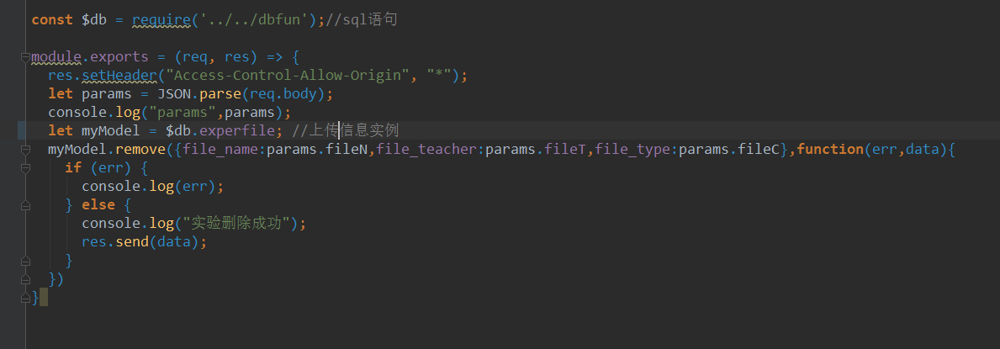 const $db = require('../../dbfun');//sql语句
module.exports = (req, res) => {
res.setHeader("Access-Control-Allow-Origin", "*");
let params = JSON.parse(req.body);
console.log("params",params);
let myModel = $db.experfile; //上传信息实例
myModel.remove({file_name:params.fileN,file_teacher:params.fileT,file_type:params.fileC},function(err,data){
if (err) {
console.log(err);
} else {
console.log("实验删除成功");
res.send(data);
}
})
}